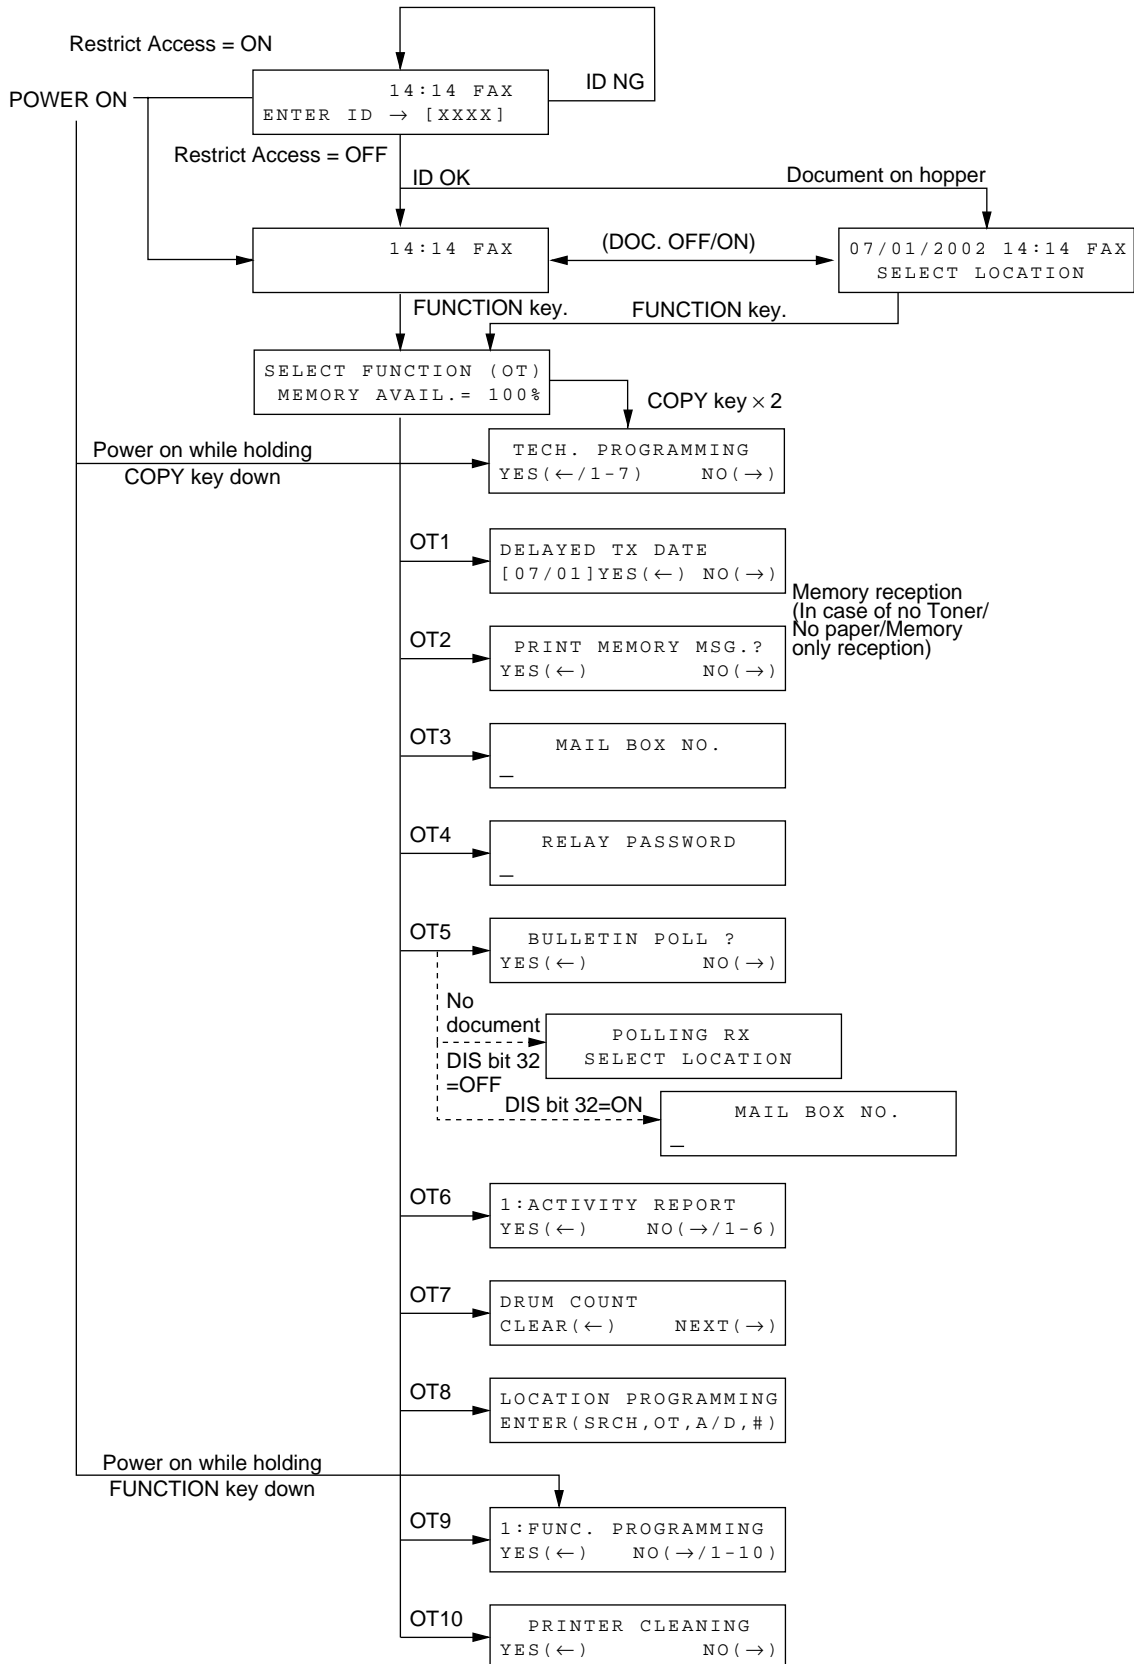 Restrict Access = ON
POWER ON
14:14 FAX
ENTER ID → [XXXX]
ID NG
Restrict Access = OFF
ID OK
Document on hopper
14:14 FAX
(DOC. OFF/ON)
07/01/2002 14:14 FAX
SELECT LOCATION
FUNCTION key.
FUNCTION key.
SELECT FUNCTION (OT)
MEMORY AVAIL.= 100%
COPY key × 2
Power on while holding
COPY key down
TECH. PROGRAMMING
YES(←/1-7) NO(→)
OT1
DELAYED TX DATE
[07/01]YES(←) NO(→)
Memory reception
(In case of no Toner/
No paper/Memory
only reception)
OT2
PRINT MEMORY MSG.?
YES(←) NO(→)
OT3
MAIL BOX NO.
_
OT4
RELAY PASSWORD
_
OT5
BULLETIN POLL ?
YES(←) NO(→)
No
document
POLLING RX
SELECT LOCATION
DIS bit 32
=OFF
DIS bit 32=ON
MAIL BOX NO.
_
OT6
1:ACTIVITY REPORT
YES(←) NO(→/1-6)
OT7
DRUM COUNT
CLEAR(←) NEXT(→)
OT8
LOCATION PROGRAMMING
ENTER(SRCH,OT,A/D,#)
Power on while holding
FUNCTION key down
OT9
1:FUNC. PROGRAMMING
YES(←) NO(→/1-10)
OT10
PRINTER CLEANING
YES(←) NO(→)